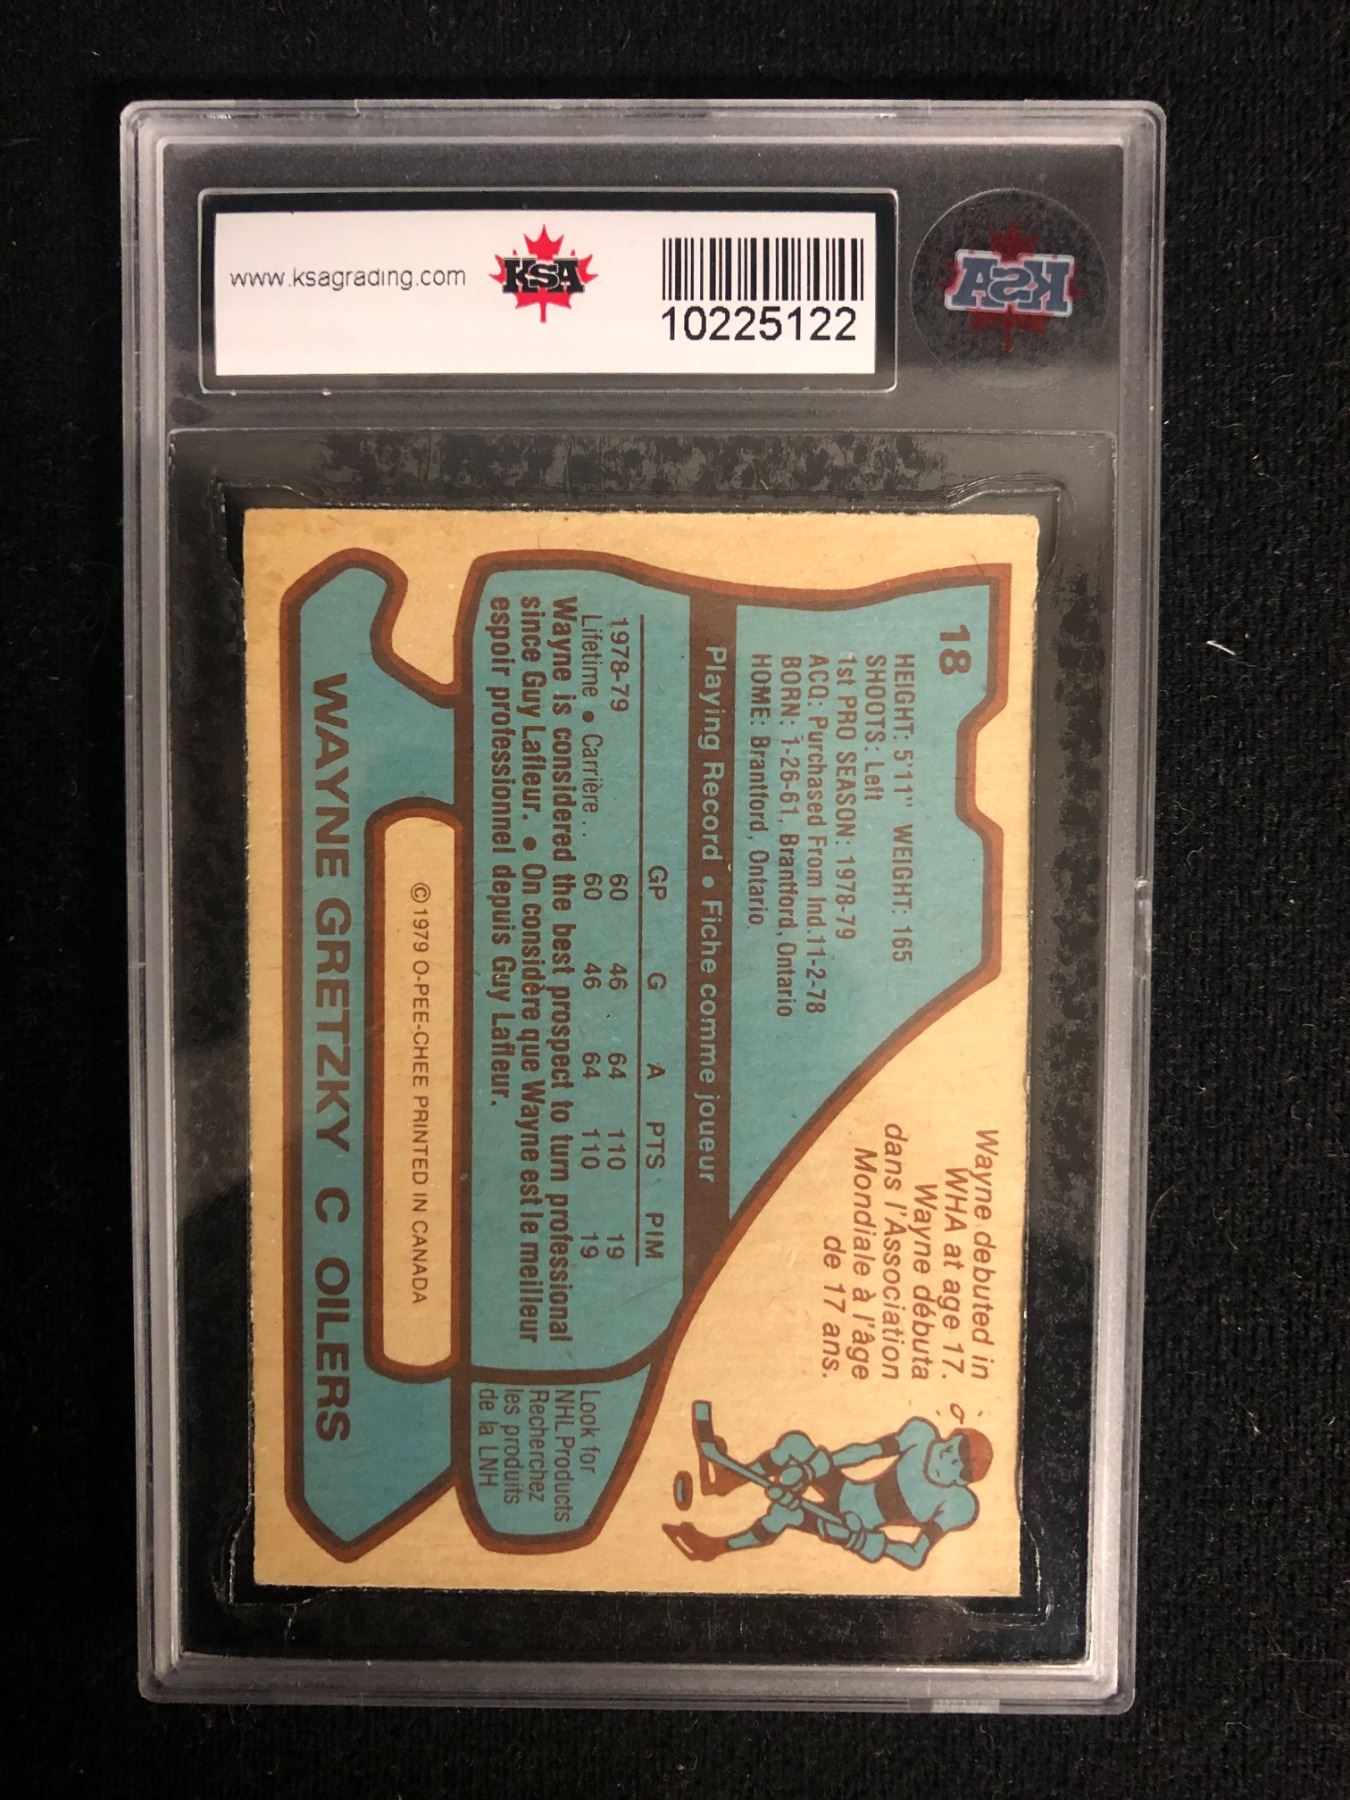 www.ksagrading.com
KSA
10225122
KSA
18
HEIGHT: 5'11" WEIGHT: 165
SHOOTS: Left
1st PRO SEASON: 1978-79
ACQ: Purchased From Ind.11-2-78
BORN: 1-26-61, Brantford, Ontario
HOME: Brantford, Ontario
Wayne debuted in
WHA at age 17.
Wayne débuta
dans l'Association
Mondiale à l'âge
de 17 ans.
Playing Record • Fiche comme joueur
GP G A PTS PIM
1978-79 60 46 64 110 19
Lifetime • Carrière.. 60 46 64 110 19
Wayne is considered the best prospect to turn professional
since Guy Lafleur. • On considère que Wayne est le meilleur
espoir professionnel depuis Guy Lafleur.
Look for
NHL Products
Recherchez
les produits
de la LNH
© 1979 O-PEE-CHEE PRINTED IN CANADA
WAYNE GRETZKY C OILERS